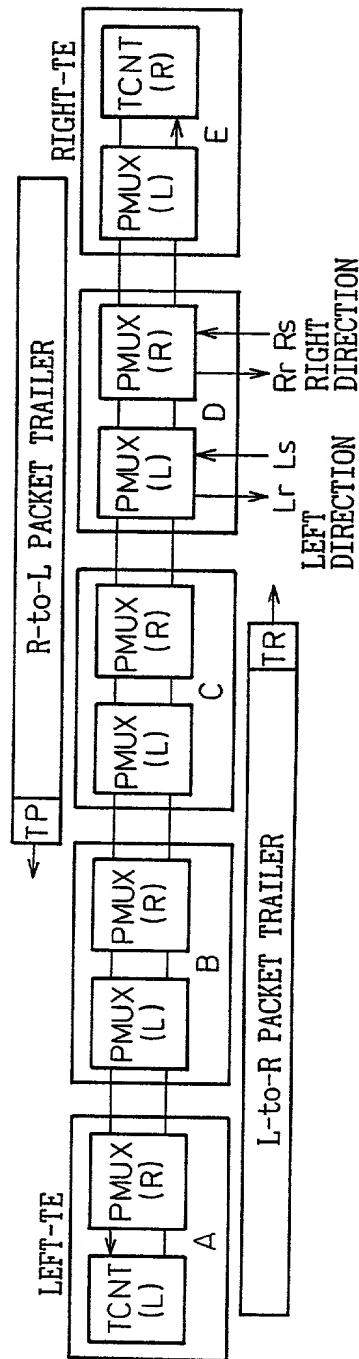 LEFT-TE
RIGHT-TE
TP
R-to-L PACKET TRAILER
TCNT
(L)
PMUX
(R)
A
PMUX
(L)
PMUX
(R)
B
PMUX
(L)
PMUX
(R)
C
PMUX
(L)
PMUX
(R)
D
PMUX
(L)
TCNT
(R)
E
Lr Ls
LEFT
DIRECTION
Rr Rs
RIGHT
DIRECTION
L-to-R PACKET TRAILER
TR